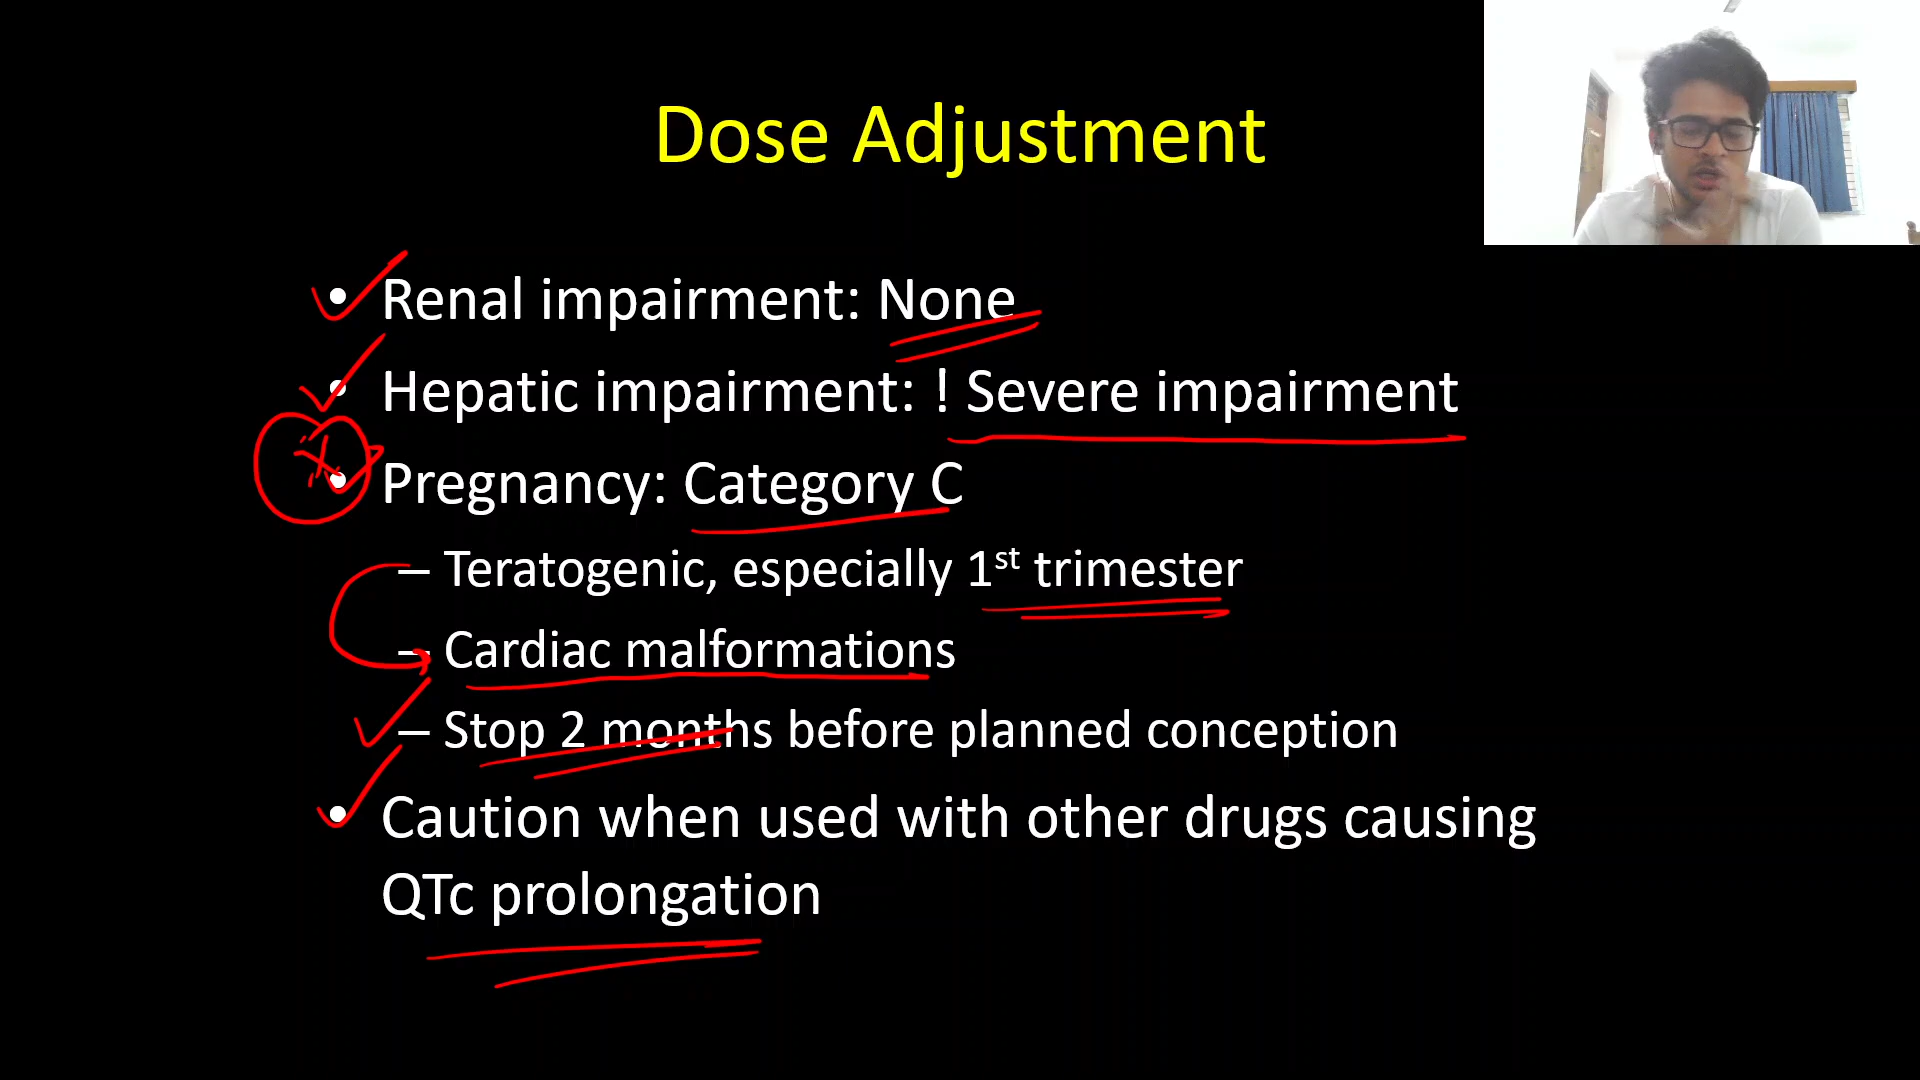 Dose Adjustment
• Renal impairment: None
• Hepatic impairment: ! Severe impairment
• Pregnancy: Category C
– Teratogenic, especially 1st trimester
– Cardiac malformations
– Stop 2 months before planned conception
• Caution when used with other drugs causing
QTc prolongation